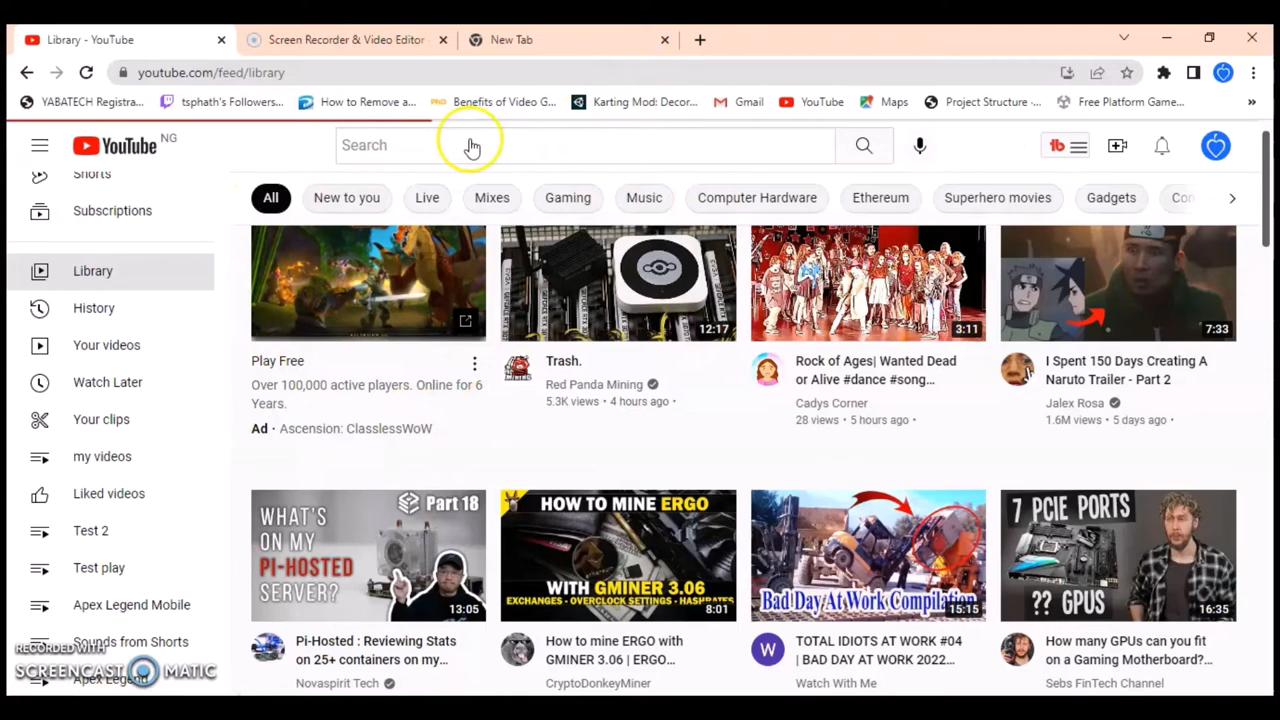 Library - YouTube
Screen Recorder & Video Editor
New Tab
youtube.com/feed/library
YABATECH Registra...
tsphath's Followers...
How to Remove a...
PRO
Benefits of Video G...
Karting Mod: Decor...
Gmail
YouTube
Maps
Project Structure -...
Free Platform Game...
YouTube NG
Search
tb
Shorts
Subscriptions
Library
History
Your videos
Watch Later
Your clips
my videos
Liked videos
Test 2
Test play
Apex Legend Mobile
Sounds from Shorts
Apex Legend
All
New to you
Live
Mixes
Gaming
Music
Computer Hardware
Ethereum
Superhero movies
Gadgets
Con
12:17
3:11
7:33
Play Free
Over 100,000 active players. Online for 6
Years.
Ad • Ascension: ClasslessWoW
Trash.
Red Panda Mining
5.3K views • 4 hours ago •
Rock of Ages| Wanted Dead
or Alive #dance #song...
Cadys Corner
28 views • 5 hours ago •
I Spent 150 Days Creating A
Naruto Trailer - Part 2
Jalex Rosa
1.6M views • 5 days ago •
Part 18
WHAT'S
ON MY
PI-HOSTED
SERVER?
13:05
HOW TO MINE ERGO
WITH GMINER 3.06
EXCHANGES - OVERCLOCK SETTINGS - HASHRATES
8:01
Bad Day At Work Compilation
15:15
7 PCIE PORTS
?? GPUS
16:35
Pi-Hosted : Reviewing Stats
on 25+ containers on my...
Novaspirit Tech
How to mine ERGO with
GMINER 3.06 | ERGO...
CryptoDonkeyMiner
W
TOTAL IDIOTS AT WORK #04
| BAD DAY AT WORK 2022...
Watch With Me
How many GPUs can you fit
on a Gaming Motherboard?...
Sebs FinTech Channel
RECORDED WITH
SCREENCAST MATIC